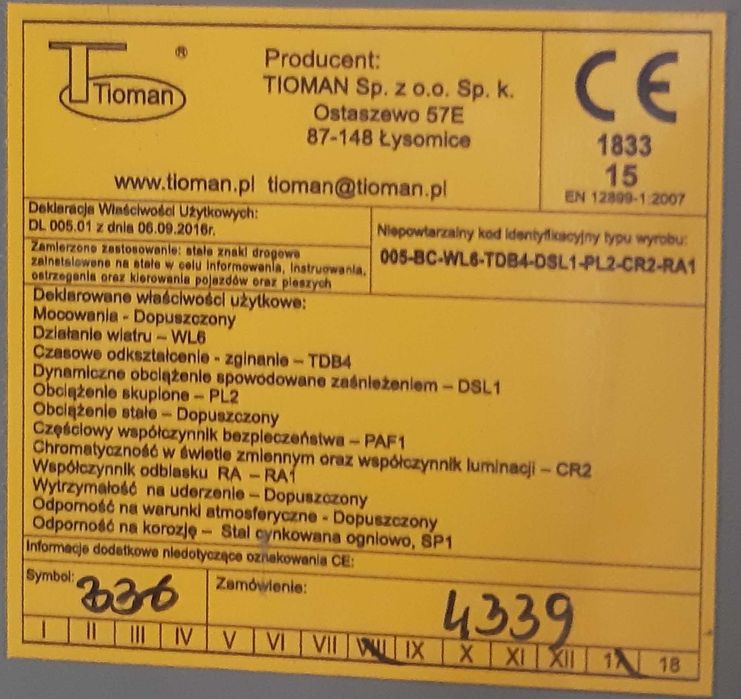 Tioman ®
Producent:
TIOMAN Sp. z o.o. Sp. k.
Ostaszewo 57E
87-148 Łysomice
www.tioman.pl tioman@tioman.pl
CE
1833
15
EN 12899-1:2007
Deklaracja Właściwości Użytkowych:
DL 005.01 z dnia 06.09.2016r.
Zamierzone zastosowanie: stałe znaki drogowe
zainstalowane na stałe w celu informowania, instruowania,
ostrzegania oraz kierowania pojazdów oraz pieszych
Niepowtarzalny kod identyfikacyjny typu wyrobu:
005-BC-WL6-TDB4-DSL1-PL2-CR2-RA1
Deklarowane właściwości użytkowe:
Mocowania - Dopuszczony
Działanie wiatru – WL6
Czasowe odkształcenie - zginanie – TDB4
Dynamiczne obciążenie spowodowane zaśnieżeniem – DSL1
Obciążenie skupione – PL2
Obciążenie stałe – Dopuszczony
Częściowy współczynnik bezpieczeństwa – PAF1
Chromatyczność w świetle zmiennym oraz współczynnik luminacji – CR2
Współczynnik odblasku RA – RA1
Wytrzymałość na uderzenie – Dopuszczony
Odporność na warunki atmosferyczne - Dopuszczony
Odporność na korozję – Stal cynkowana ogniowo, SP1
Informacje dodatkowe niedotyczące oznakowania CE:
Symbol:
Zamówienie: 4339
I II III IV V VI VII VIII IX X XI XII 17 18